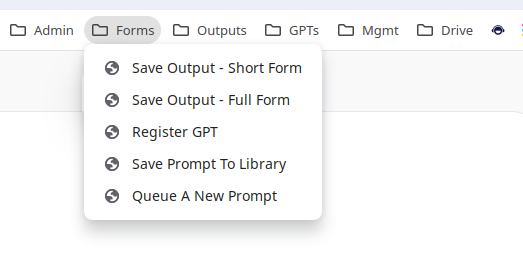 Admin Forms Outputs GPTs Mgmt Drive
Save Output - Short Form
Save Output - Full Form
Register GPT
Save Prompt To Library
Queue A New Prompt